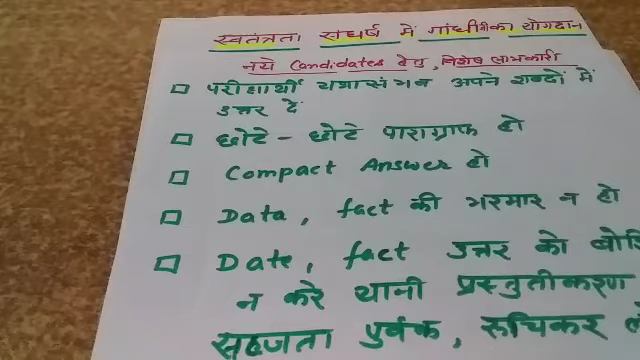 स्वतंत्रता संघर्ष में गांधीजी का योगदान
नये Candidates हेतु, विशेष लाभकारी
परीक्षार्थी यथासंभव अपने शब्दों में
उत्तर दें
छोटे - छोटे पाराग्राफ हो
Compact Answer हो
Data, fact की भरमार न हो
Date, fact उत्तर को
न करे यानी प्रस्तुतीकरण
सहजता पुर्वक, रूचिकर